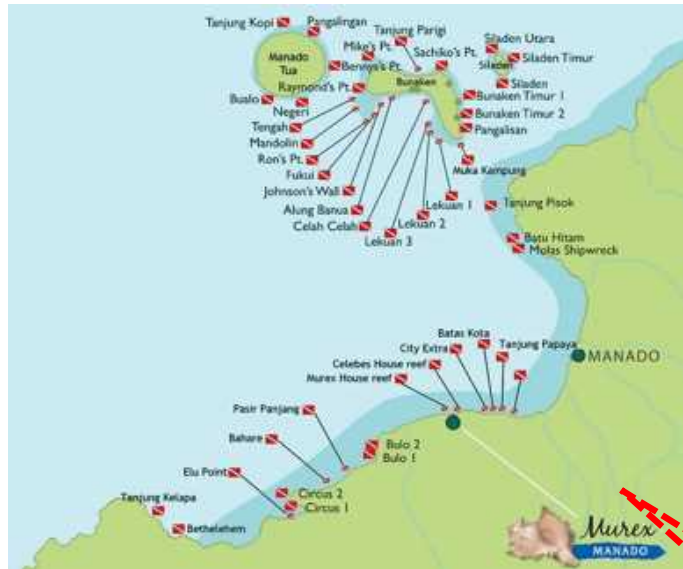 Tanjung Kopi
Pangalingan
Tanjung Parigi
Mike's Pt.
Sachiko's Pt.
Siladen Utara
Siladen Timur
Siladen
Siladen
Manado
Tua
Bennys's Pt.
Bunaken
Raymond's Pt.
Bualo
Negeri
Bunaken Timur 1
Bunaken Timur 2
Pangalisan
Tengah
Mandolin
Ron's Pt.
Fukui
Johnson's Wall
Alung Banua
Celah Celah
Lekuan 3
Lekuan 2
Lekuan 1
Muka Kampung
Tanjung Pisok
Batu Hitam
Molas Shipwreck
Batas Kota
City Extra
Tanjung Papaya
Celebes House reef
Murex House reef
MANADO
Pasir Panjang
Bahare
Bulo 2
Bulo 1
Elu Point
Circus 2
Circus 1
Tanjung Kelapa
Bethelehem
Murex
MANADO